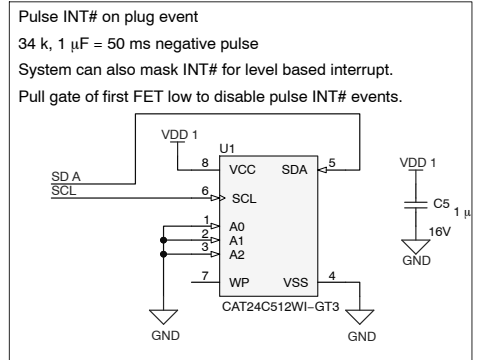 Pulse INT# on plug event
34 k, 1 μF = 50 ms negative pulse
System can also mask INT# for level based interrupt.
Pull gate of first FET low to disable pulse INT# events.
VDD 1
U1
8 VCC SDA 5
VDD 1
SD A
SCL
6 SCL
C5 1 μ
16V
1 A0
2 A1
3 A2
GND
7 WP VSS 4
CAT24C512WI−GT3
GND
GND